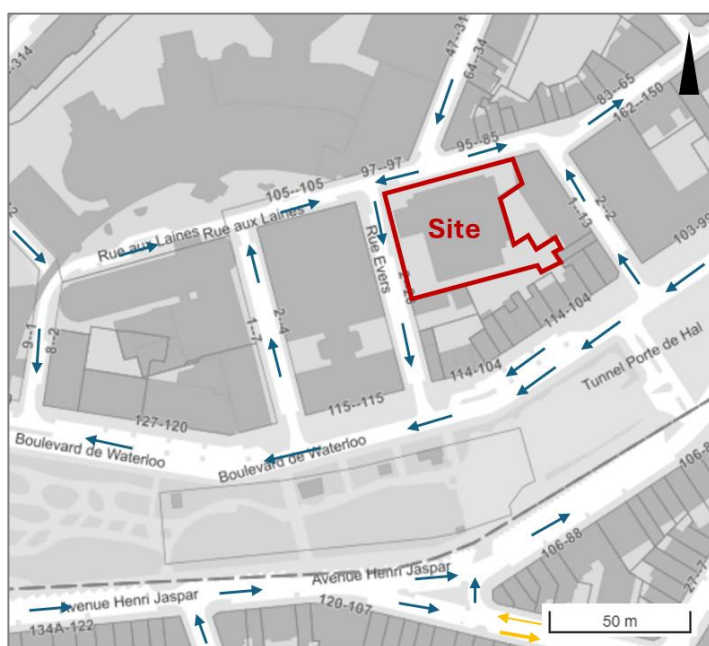 47--31
64--34
83--65
162--150
95--85
97--97
105--105
Rue aux Laines
Rue aux Laines
Site
Rue Evers
1--13
2--2
103-99
9--1
8--2
1--7
2--4
114-104
114-104
Tunnel Porte de Hal
127-120
115--115
Boulevard de Waterloo
Boulevard de Waterloo
106-88
Avenue Henri Jaspar
Avenue Henri Jaspar
120-107
134A-122
27--7
50 m